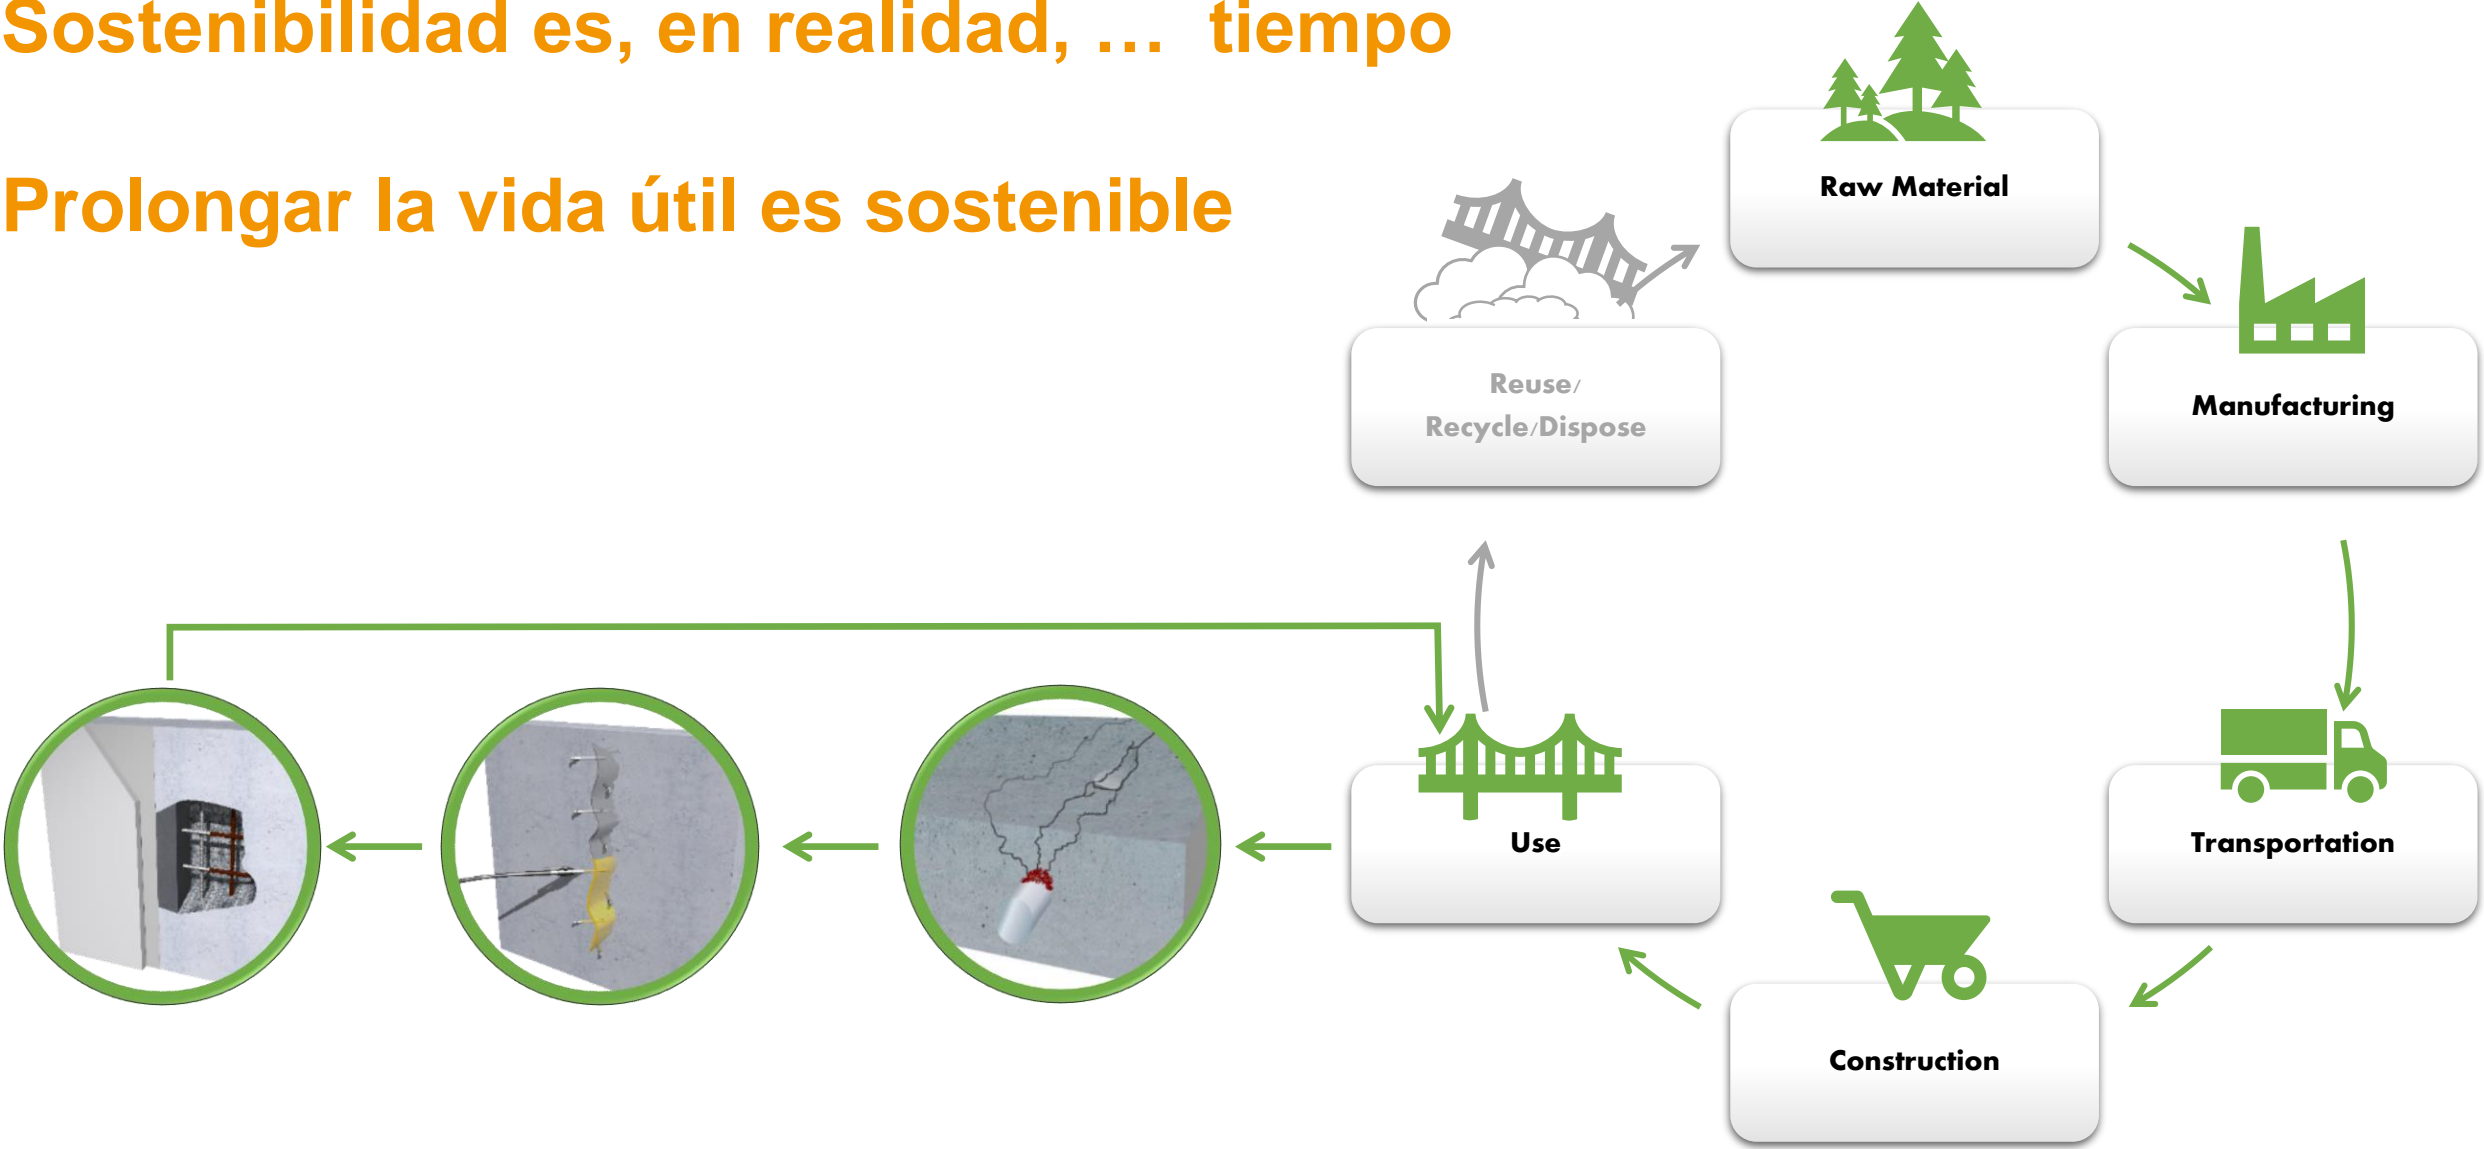 Sostenibilidad es, en realidad, … tiempo
Prolongar la vida útil es sostenible
Raw Material
Manufacturing
Transportation
Construction
Use
Reuse/
Recycle/Dispose